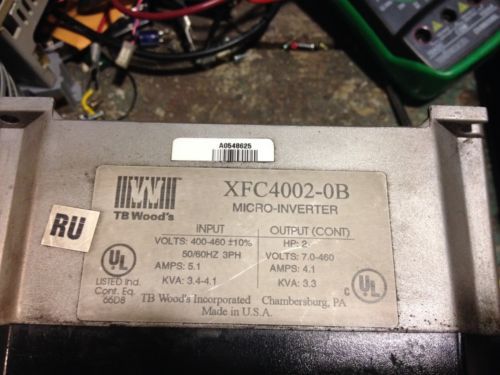 A0548625
TB Wood's
XFC4002-0B
MICRO-INVERTER
RU
INPUT
VOLTS: 400-460 ±10%
50/60HZ 3PH
AMPS: 5.1
KVA: 3.4-4.1
OUTPUT (CONT)
HP: 2
VOLTS: 7.0-460
AMPS: 4.1
KVA: 3.3
UL
LISTED Ind.
Cont. Eq.
66D8
C UL
TB Wood's Incorporated Chambersburg, PA
Made in U.S.A.